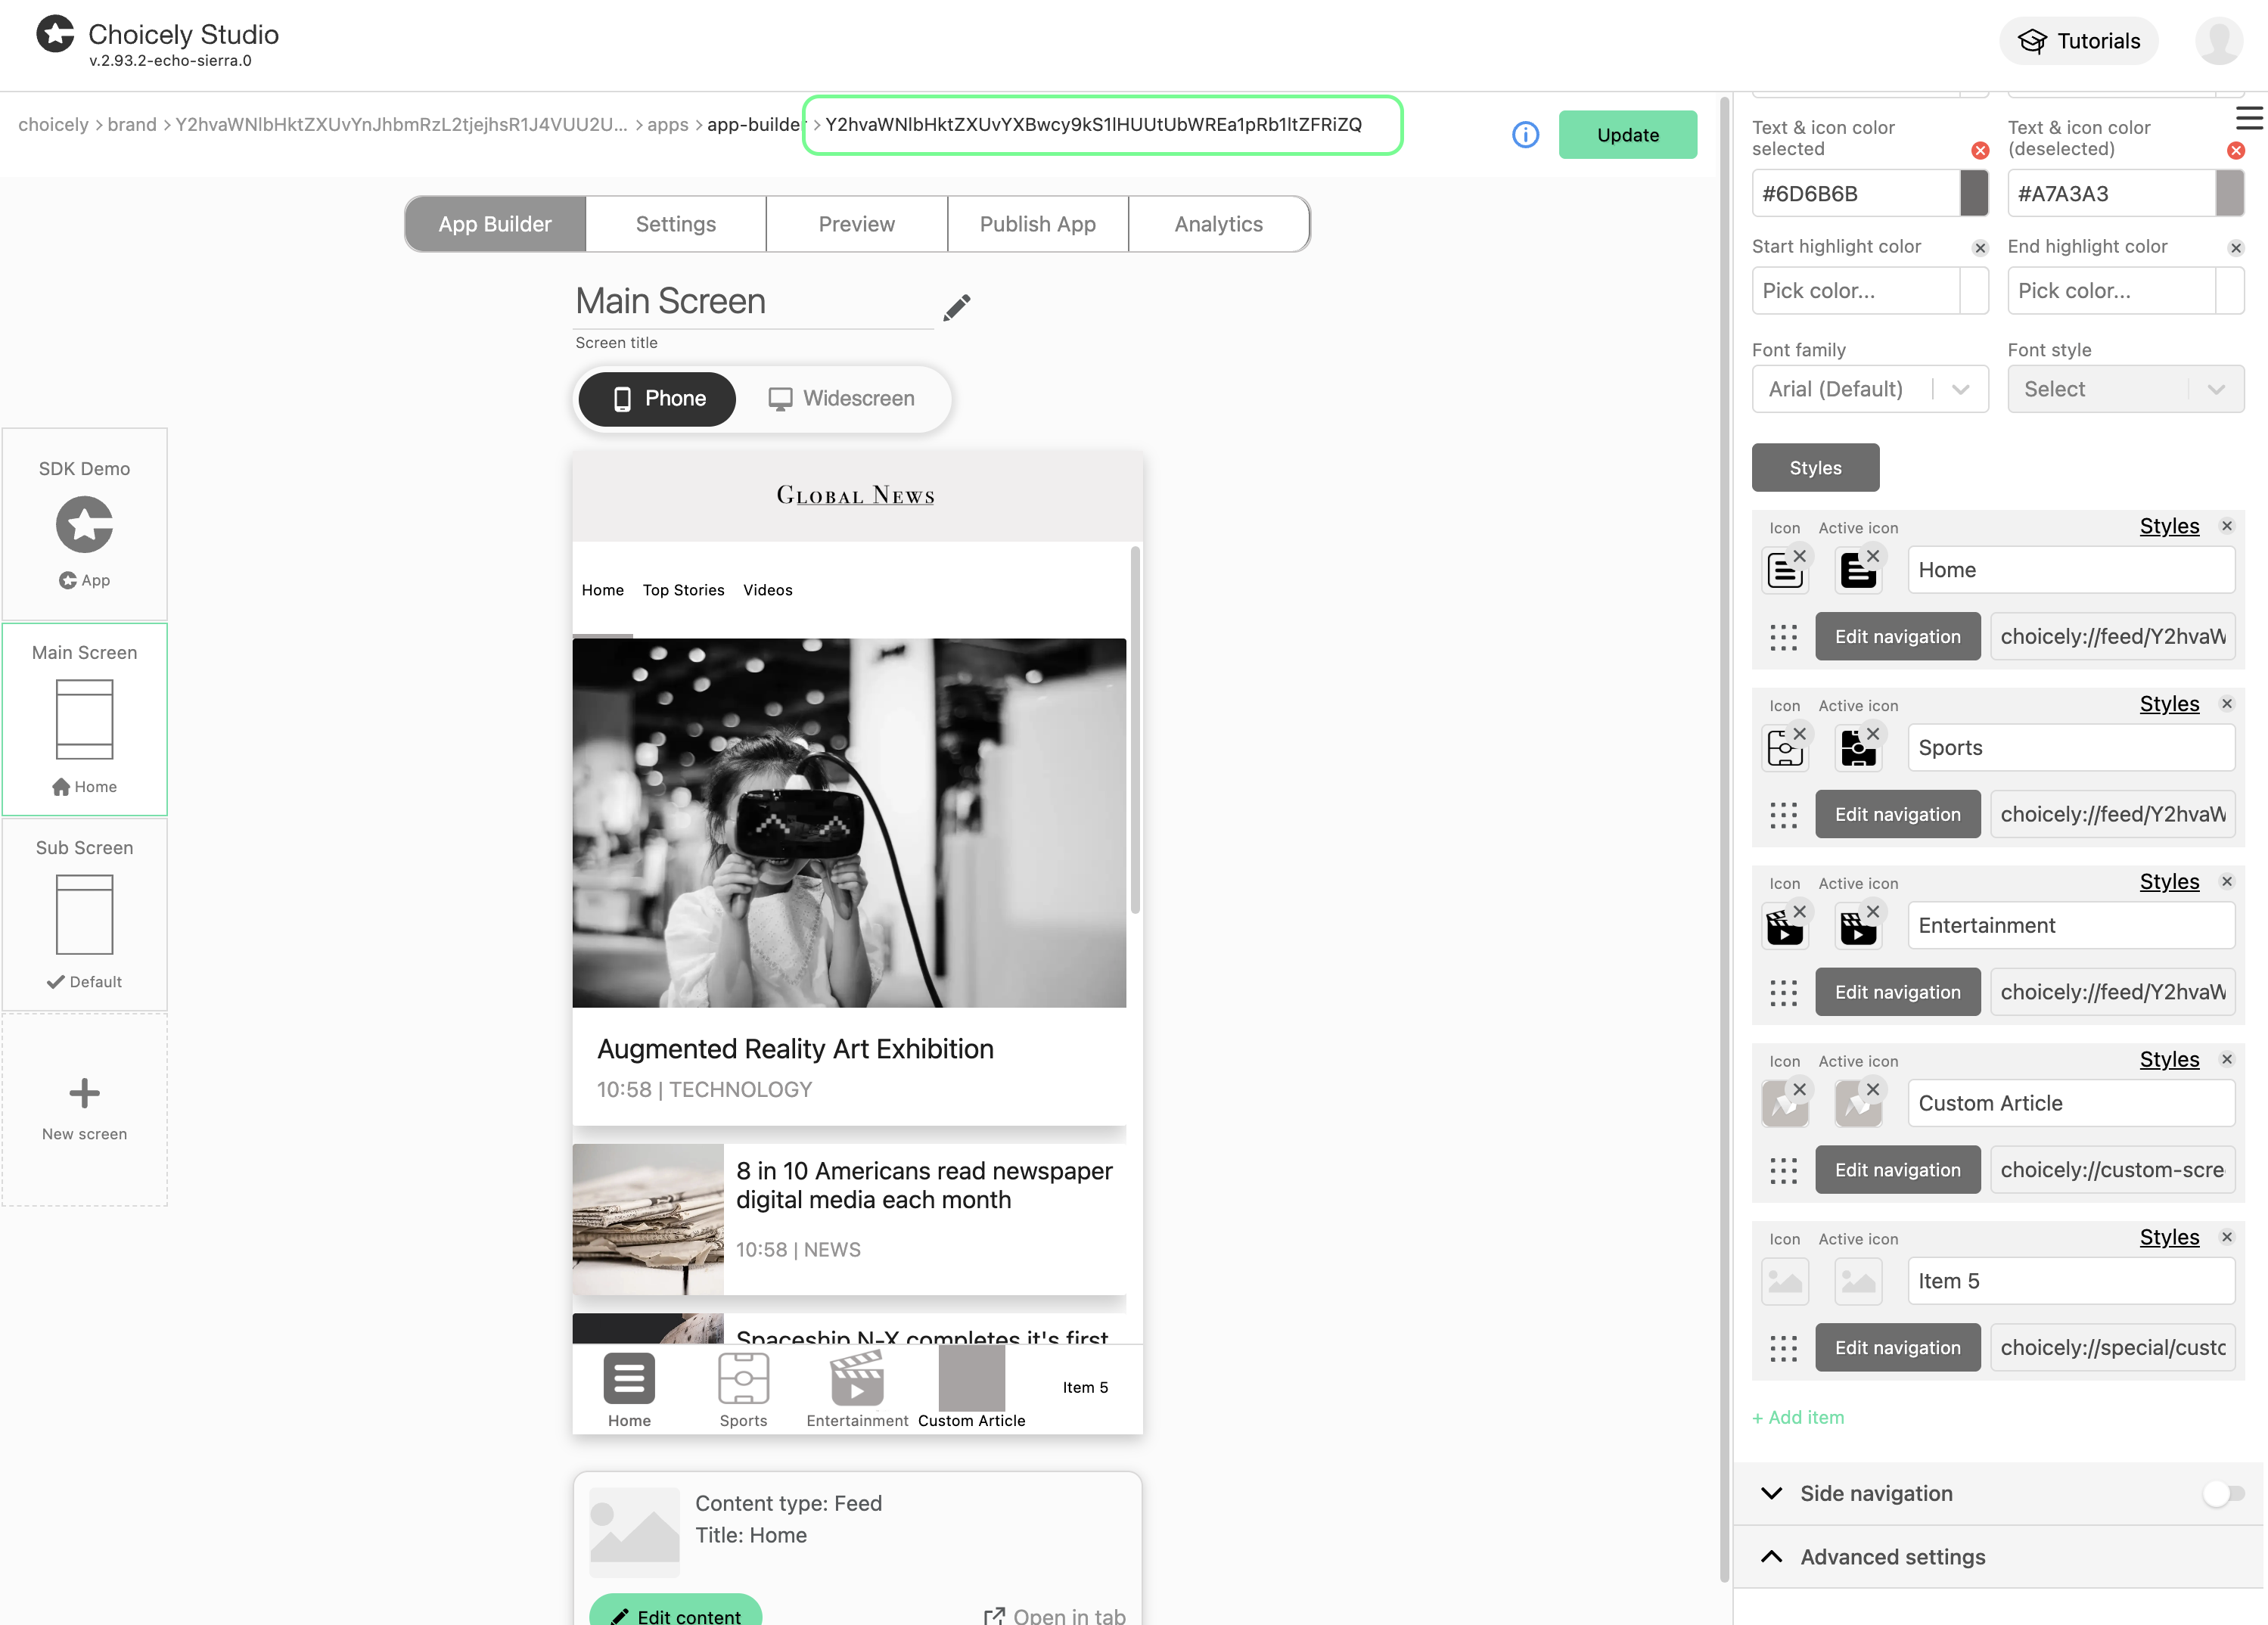 Choicely Studio
v.2.93.2-echo-sierra.0
Tutorials
choicely > brand > Y2hvaWNlbHktZXUvYnJhbmRzL2tjejhsR1J4VUU2U... > apps > app-builder > Y2hvaWNlbHktZXUvYXBwcy9kS1lHUUtUbWREa1pRb1ltZFRiZQ
Update
App Builder
Settings
Preview
Publish App
Analytics
Main Screen
Screen title
Phone
Widescreen
SDK Demo
App
Main Screen
Home
Sub Screen
Default
New screen
GLOBAL NEWS
Home Top Stories Videos
Augmented Reality Art Exhibition
10:58 | TECHNOLOGY
8 in 10 Americans read newspaper
digital media each month
10:58 | NEWS
Spaceship N-X completes it's first
Item 5
Home Sports Entertainment Custom Article
Content type: Feed
Title: Home
Edit content
Open in tab
Text & icon color
selected
Text & icon color
(deselected)
#6D6B6B
#A7A3A3
Start highlight color
End highlight color
Pick color...
Pick color...
Font family
Font style
Arial (Default)
Select
Styles
Icon Active icon Styles
Home
Edit navigation choicely://feed/Y2hvaW
Icon Active icon Styles
Sports
Edit navigation choicely://feed/Y2hvaW
Icon Active icon Styles
Entertainment
Edit navigation choicely://feed/Y2hvaW
Icon Active icon Styles
Custom Article
Edit navigation choicely://custom-scre
Icon Active icon Styles
Item 5
Edit navigation choicely://special/custo
+ Add item
Side navigation
Advanced settings